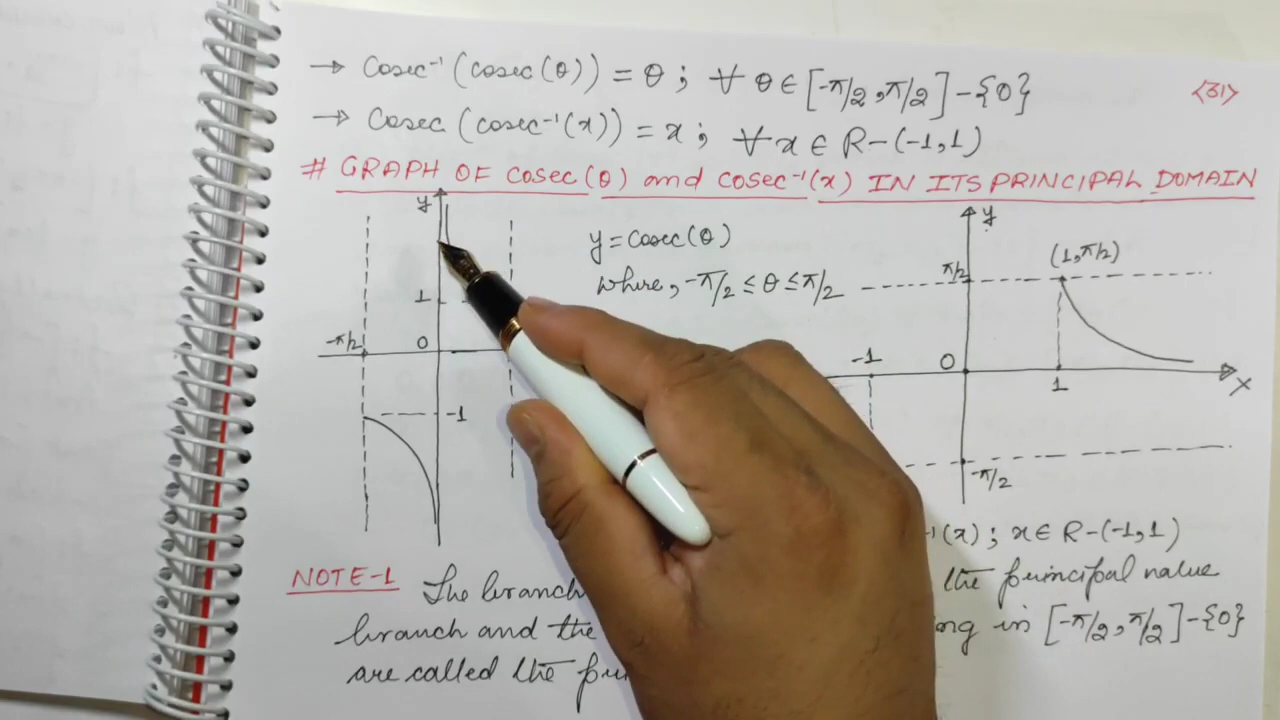 → Cosec⁻¹(cosec(θ)) = θ ; ∀ θ ∈ [-π/2, π/2] - {0}
<31>
→ Cosec(cosec⁻¹(x)) = x ; ∀ x ∈ R - (-1, 1)
# GRAPH OF Cosec(θ) and Cosec⁻¹(x) IN ITS PRINCIPAL DOMAIN
y
1
-π/2
0
-1
y = Cosec(θ)
where, -π/2 ≤ θ ≤ π/2
y
π/2
(1, π/2)
-1
0
1
X
-π/2
⁻¹(x) ; x ∈ R - (-1, 1)
NOTE-1 The branch the principal value
branch and the in [-π/2, π/2] - {0}
are called the